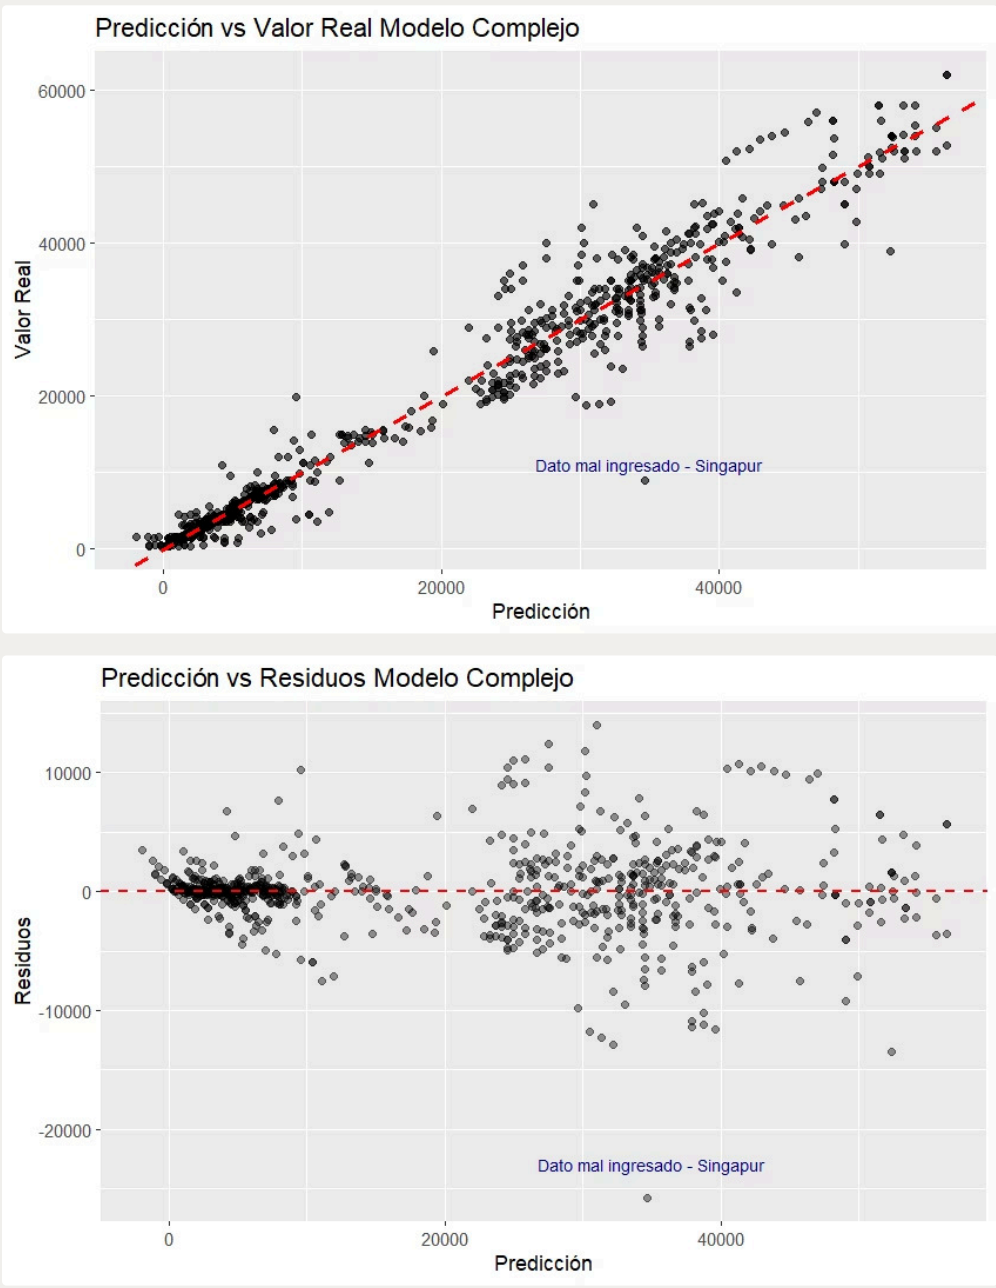 Predicción vs Valor Real Modelo Complejo
60000
40000
20000
0
Valor Real
Dato mal ingresado - Singapur
0 20000 40000
Predicción
Predicción vs Residuos Modelo Complejo
10000
0
-10000
-20000
Residuos
Dato mal ingresado - Singapur
0 20000 40000
Predicción